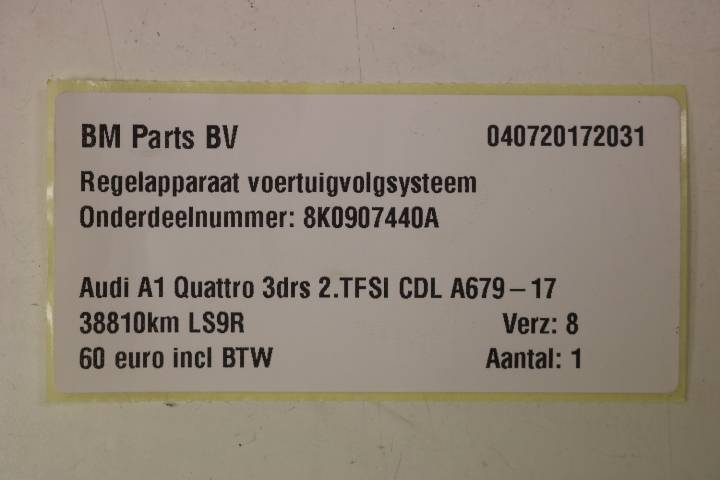 BM Parts BV 040720172031
Regelapparaat voertuigvolgsysteem
Onderdeelnummer: 8K0907440A
Audi A1 Quattro 3drs 2.TFSI CDL A679-17
38810km LS9R Verz: 8
60 euro incl BTW Aantal: 1